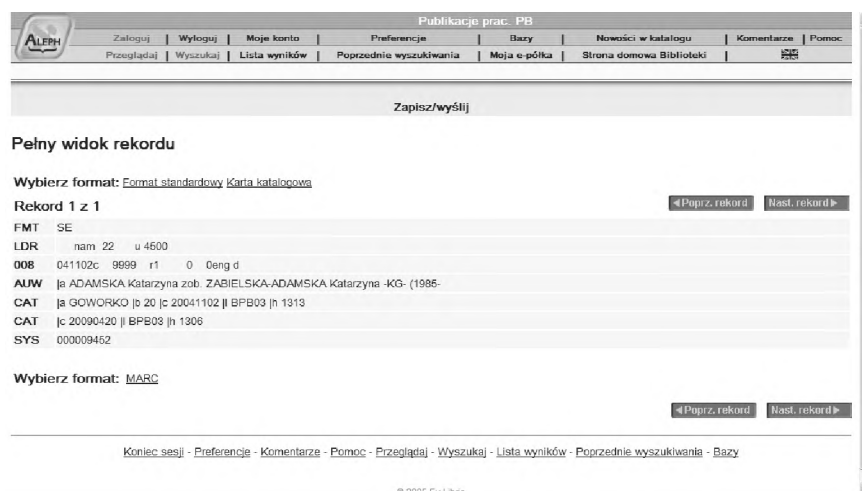 Publikacje prac. PB
ALEPH
Zaloguj | Wyloguj | Moje konto | Preferencje | Bazy | Nowości w katalogu | Komentarze | Pomoc
Przeglądaj | Wyszukaj | Lista wyników | Poprzednie wyszukiwania | Moja e-półka | Strona domowa Biblioteki |
Zapisz/wyślij
Pełny widok rekordu
Wybierz format: Format standardowy Karta katalogowa
Rekord 1 z 1
Poprz. rekord Nast. rekord
FMT SE
LDR nam 22 u 4500
008 041102c 9999 r1 0 0eng d
AUW |a ADAMSKA Katarzyna zob. ZABIELSKA-ADAMSKA Katarzyna -KG- (1985-
CAT |a GOWORKO |b 20 |c 20041102 |l BPB03 |h 1313
CAT |c 20090420 |l BPB03 |h 1306
SYS 000009452
Wybierz format: MARC
Poprz. rekord Nast. rekord
Koniec sesji - Preferencje - Komentarze - Pomoc - Przeglądaj - Wyszukaj - Lista wyników - Poprzednie wyszukiwania - Bazy